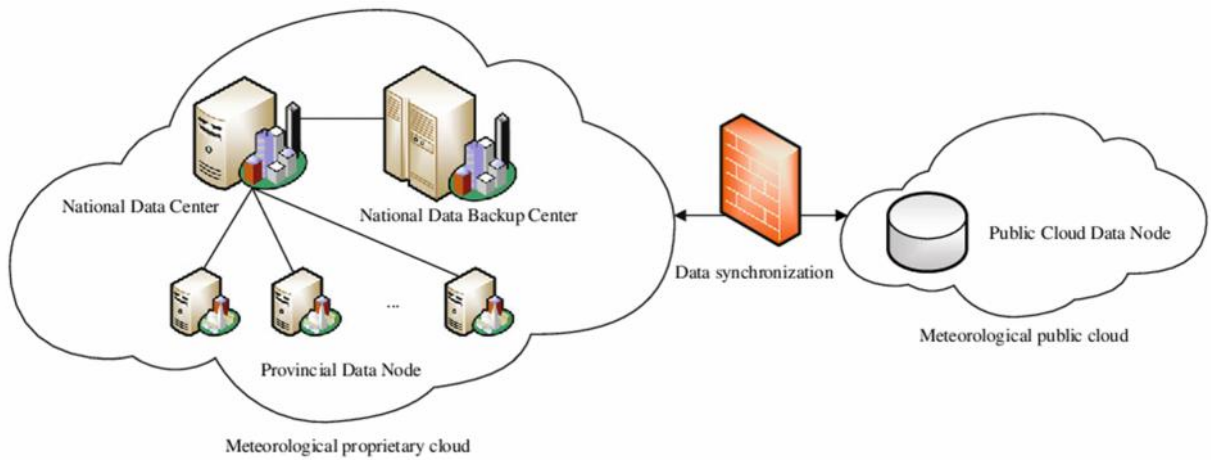 National Data Center
National Data Backup Center
...
Provincial Data Node
Meteorological proprietary cloud
Data synchronization
Public Cloud Data Node
Meteorological public cloud